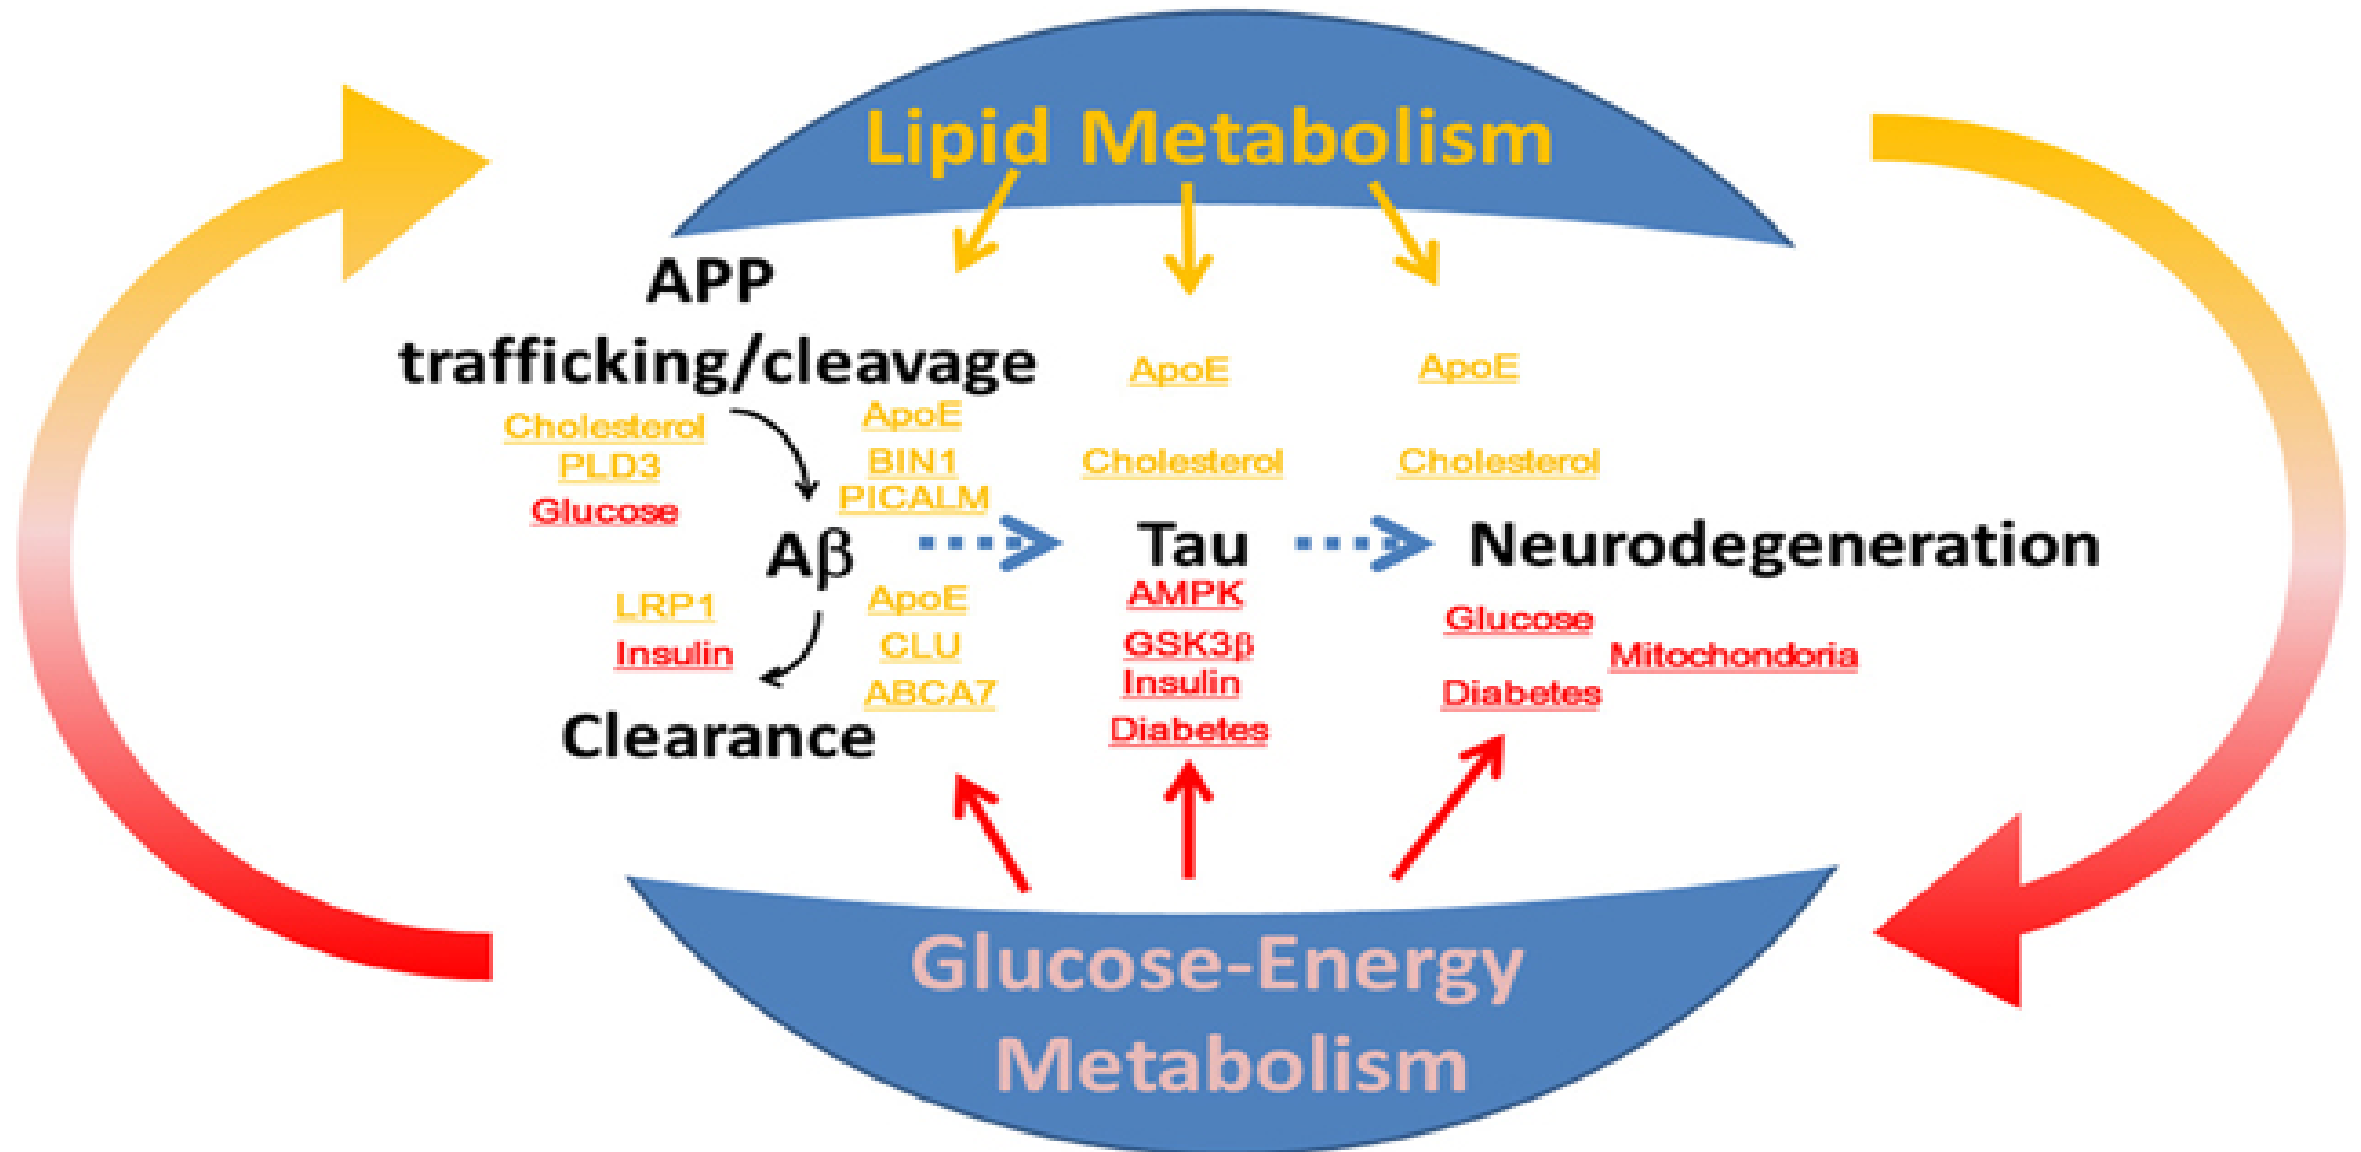 Lipid Metabolism
APP
trafficking/cleavage
Cholesterol
PLD3
Glucose
ApoE
BIN1
PICALM
ApoE
Cholesterol
ApoE
Cholesterol
Aβ
Tau
Neurodegeneration
LRP1
Insulin
ApoE
CLU
ABCA7
Clearance
AMPK
GSK3β
Insulin
Diabetes
Glucose
Mitochondoria
Diabetes
Glucose-Energy
Metabolism